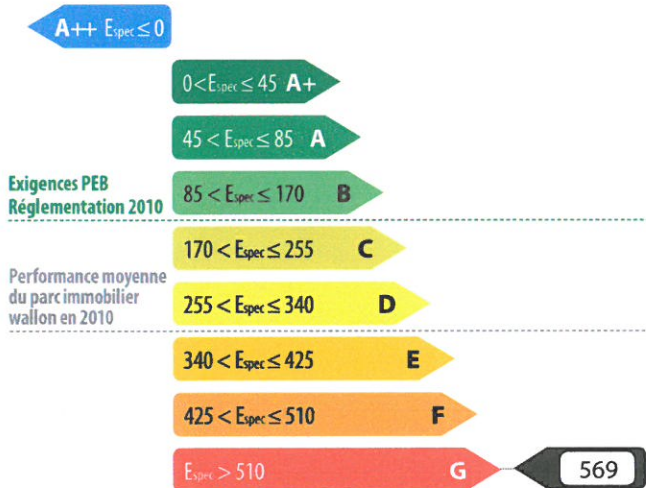 A++ Espec ≤ 0
0 < Espec ≤ 45 A+
45 < Espec ≤ 85 A
Exigences PEB
Réglementation 2010
85 < Espec ≤ 170 B
170 < Espec ≤ 255 C
Performance moyenne
du parc immobilier
wallon en 2010
255 < Espec ≤ 340 D
340 < Espec ≤ 425 E
425 < Espec ≤ 510 F
Espec > 510 G
569